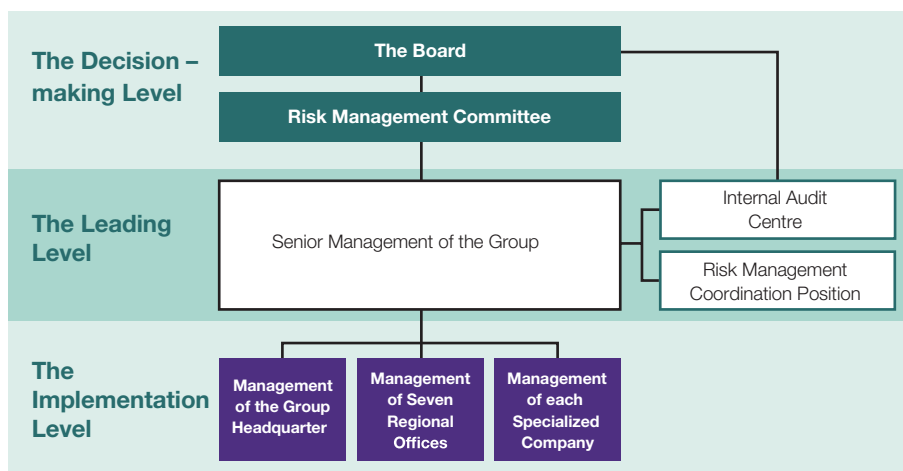 The Decision –
making Level
The Board
Risk Management Committee
The Leading
Level
Senior Management of the Group
Internal Audit
Centre
Risk Management
Coordination Position
The
Implementation
Level
Management
of the Group
Headquarter
Management
of Seven
Regional
Offices
Management
of each
Specialized
Company